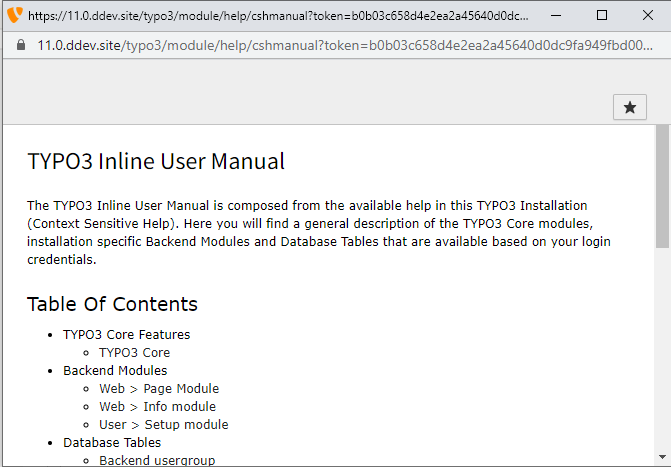 https://11.0.ddev.site/typo3/module/help/cshmanual?token=b0b03c658d4e2ea2a45640d0dc...
11.0.ddev.site/typo3/module/help/cshmanual?token=b0b03c658d4e2ea2a45640d0dc9fa949fbd00...
TYPO3 Inline User Manual
The TYPO3 Inline User Manual is composed from the available help in this TYPO3 Installation
(Context Sensitive Help). Here you will find a general description of the TYPO3 Core modules,
installation specific Backend Modules and Database Tables that are available based on your login
credentials.
Table Of Contents
TYPO3 Core Features
TYPO3 Core
Backend Modules
Web > Page Module
Web > Info module
User > Setup module
Database Tables
Backend usergroup